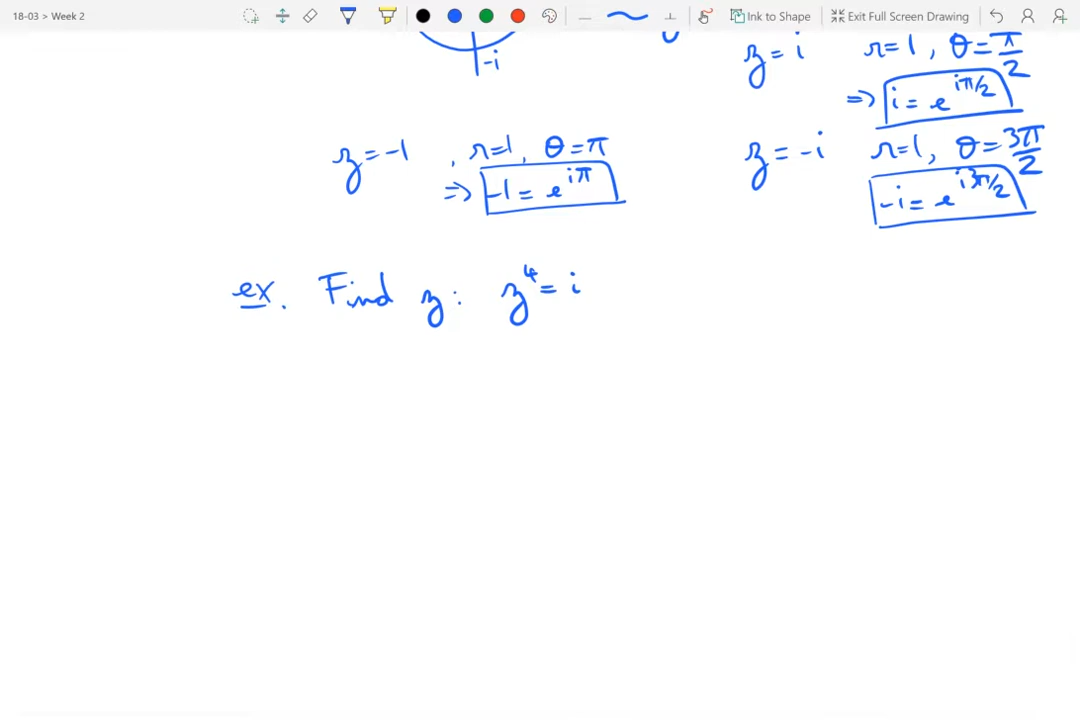 18-03 > Week 2
Ink to Shape
Exit Full Screen Drawing
-i
z = i r=1, θ = π/2
=> i = e^{iπ/2}
z = -1 , r=1, θ = π
=> -1 = e^{iπ}
z = -i r=1, θ = 3π/2
-i = e^{i3π/2}
ex. Find z: z^4 = i